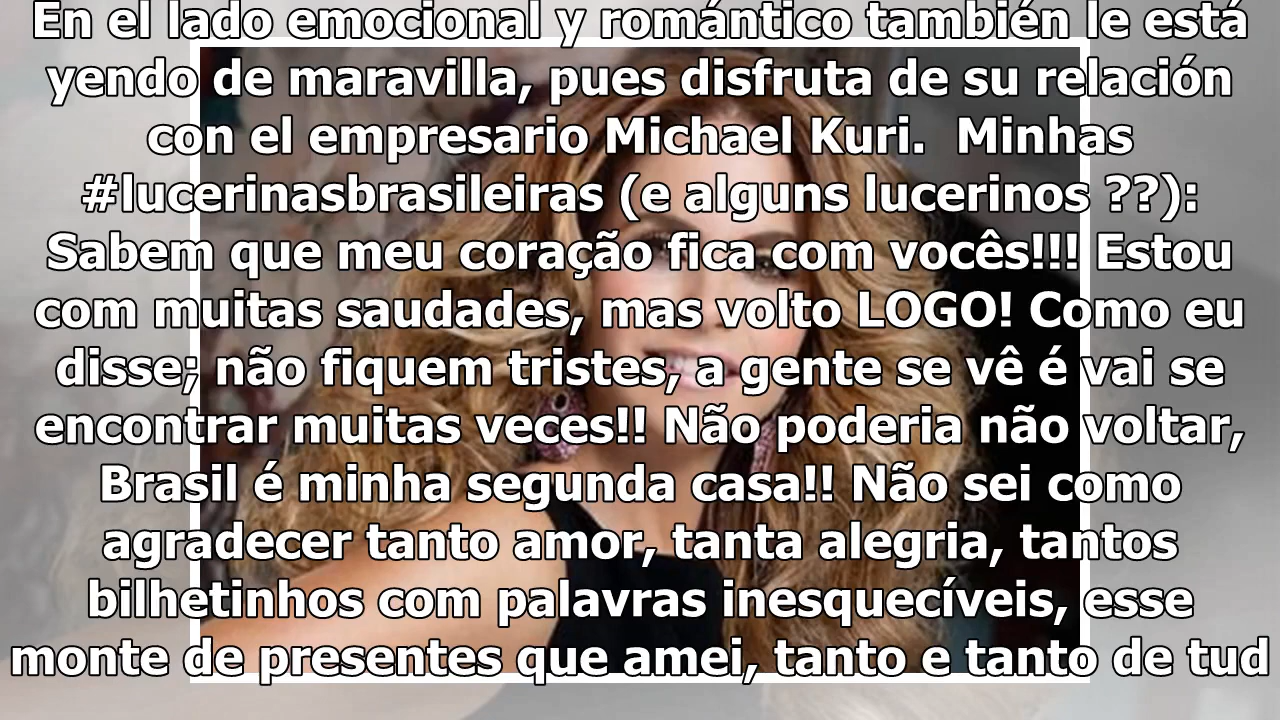 En el lado emocional y romántico también le está
yendo de maravilla, pues disfruta de su relación
con el empresario Michael Kuri.  Minhas
#lucerinasbrasileiras (e alguns lucerinos ??):
Sabem que meu coração fica com vocês!!! Estou
com muitas saudades, mas volto LOGO! Como eu
disse; não fiquem tristes, a gente se vê é vai se
encontrar muitas veces!! Não poderia não voltar,
Brasil é minha segunda casa!! Não sei como
agradecer tanto amor, tanta alegria, tantos
bilhetinhos com palavras inesquecíveis, esse
monte de presentes que amei, tanto e tanto de tud